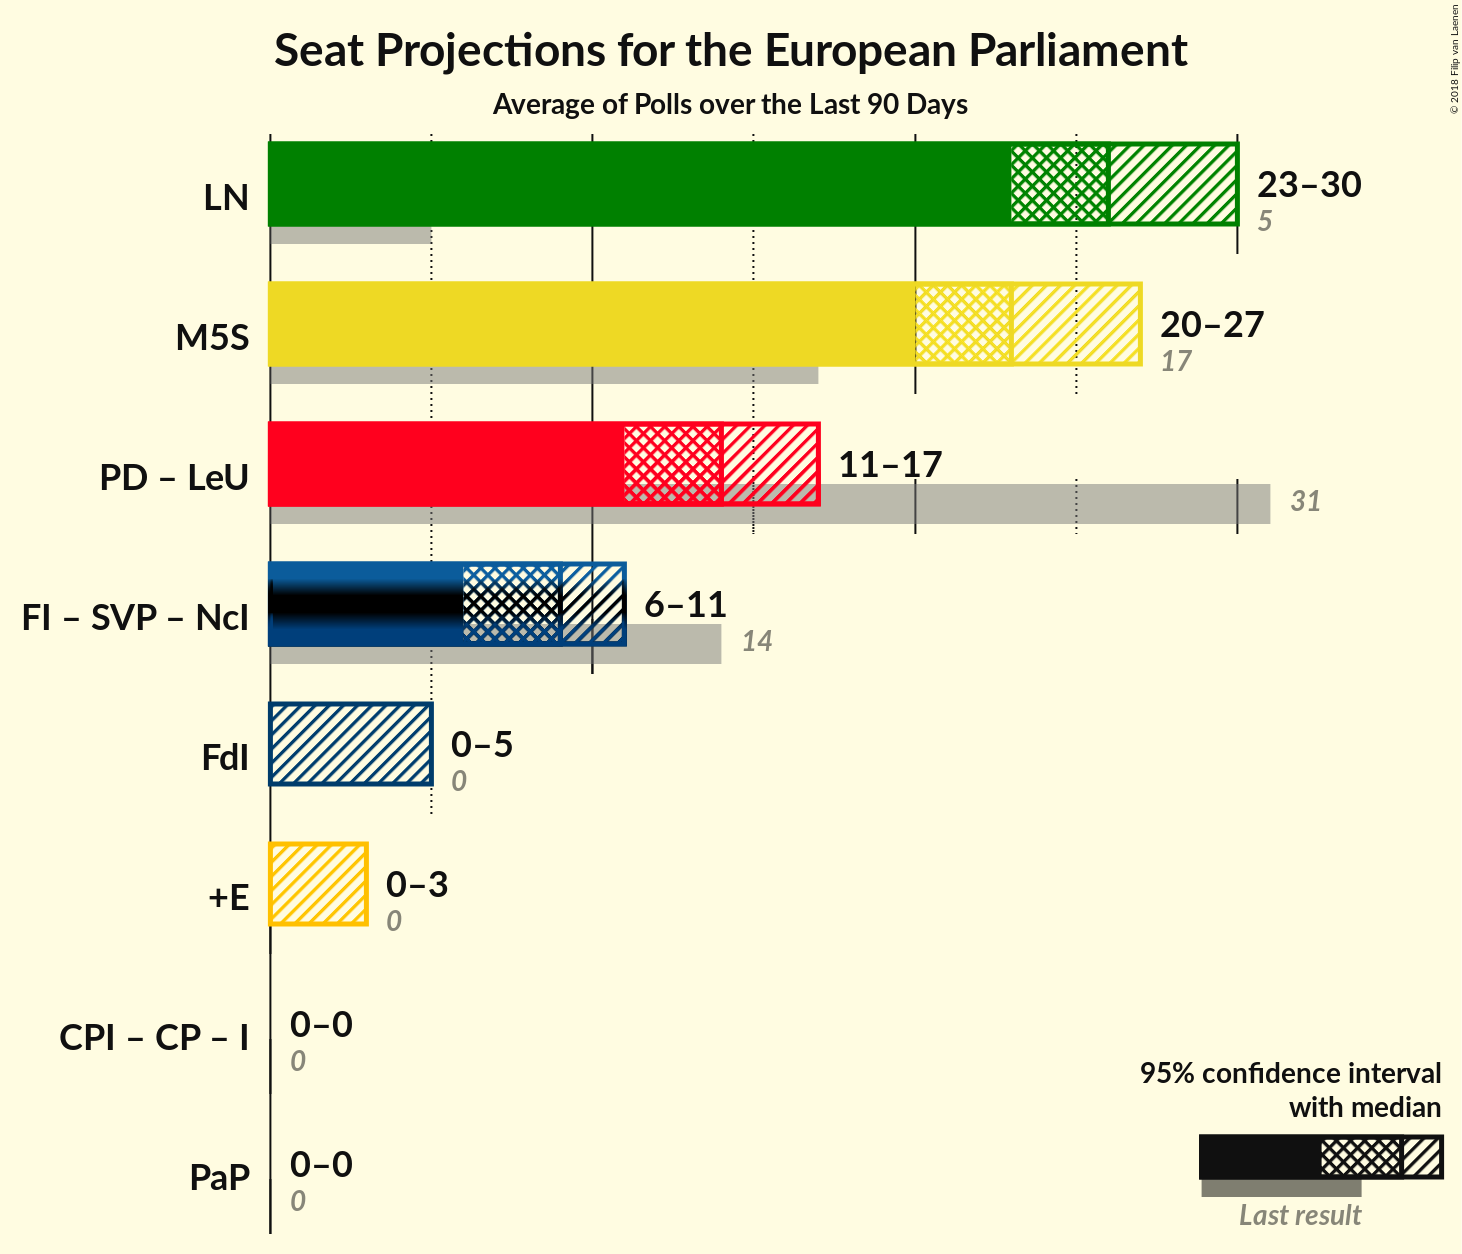 Seat Projections for the European Parliament
Average of Polls over the Last 90 Days
© 2018 Filip van Laenen
LN
23–30
5
M5S
20–27
17
PD – LeU
11–17
31
FI – SVP – NcI
6–11
14
FdI
0–5
0
+E
0–3
0
CPI – CP – I
0–0
0
PaP
0–0
0
95% confidence interval
with median
Last result